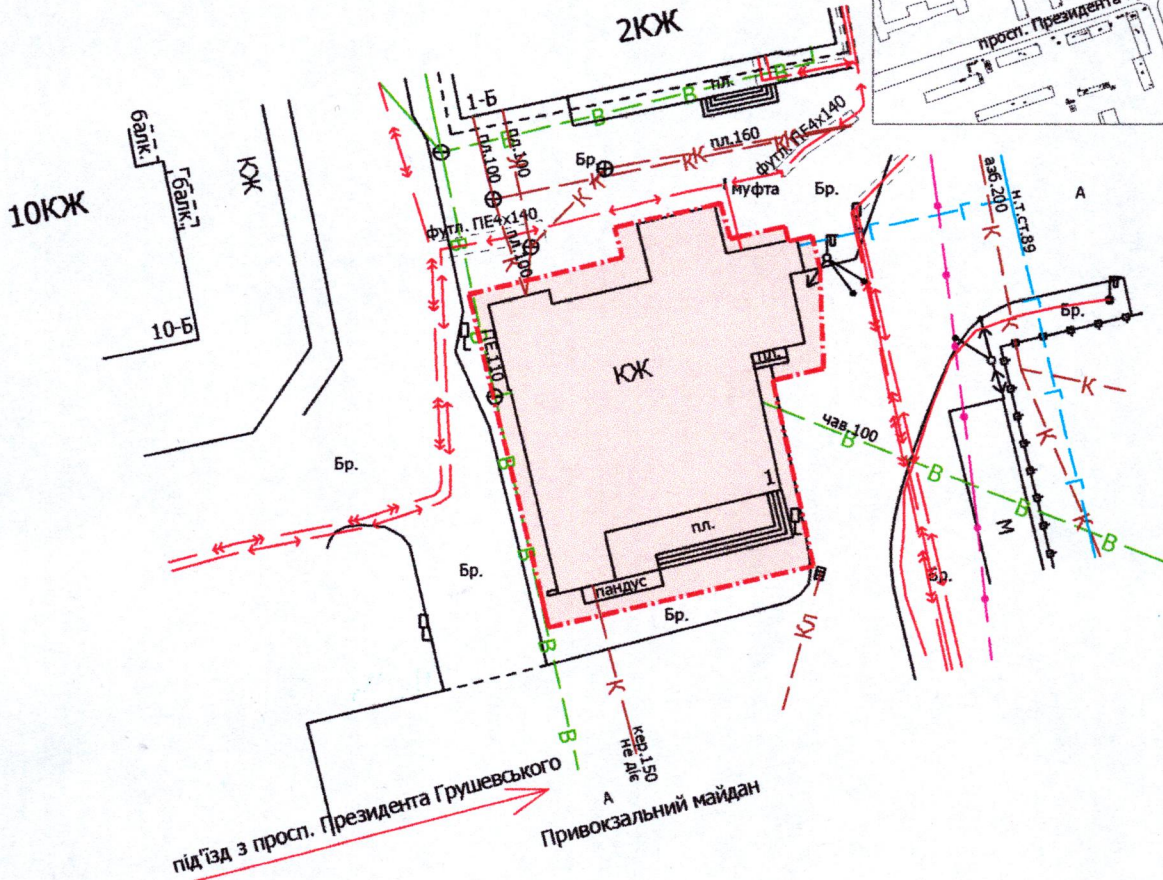 2КЖ
просп. Президента
1-Б
пл.
В
В
балк.
балк.
КЖ
10КЖ
10-Б
пл.100
пл.100
Бр.
К
К
КК
пл.160
футл. ПЕ4х140
муфта
Бр.
футл. ПЕ4х140
В
пл.100
К
азб.200
н.т.ст.89
А
К
Г
К
Бр.
ПЕ.110
КЖ
пл.
чав.100
В
В
В
В
К
К
К
Г
М
Бр.
В
1
пл.
Бр.
В
пандус
Бр.
Кл
В
В
К
кер.150
не діє
А
під'їзд з просп. Президента Грушевського
Привокзальний майдан